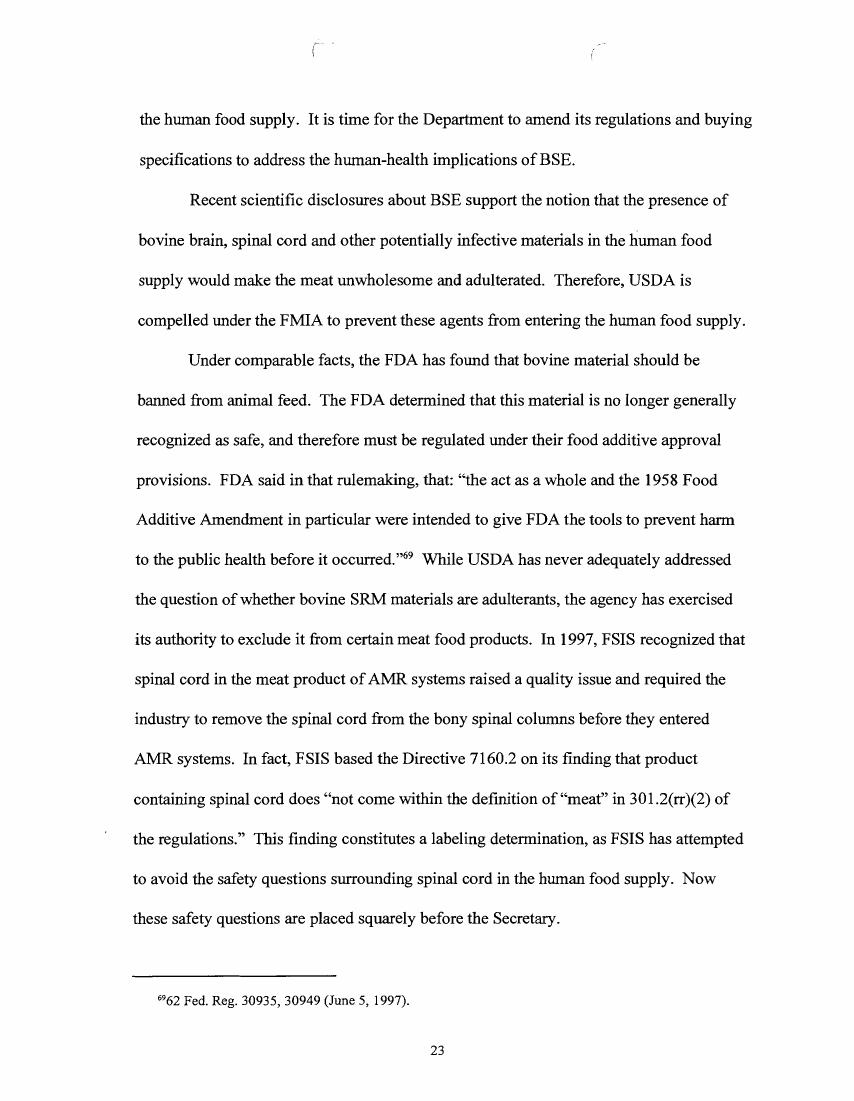 the human food supply.  It is time for the Department to amend its regulations and buying
specifications to address the human-health implications of BSE.
Recent scientific disclosures about BSE support the notion that the presence of
bovine brain, spinal cord and other potentially infective materials in the human food
supply would make the meat unwholesome and adulterated.  Therefore, USDA is
compelled under the FMIA to prevent these agents from entering the human food supply.
Under comparable facts, the FDA has found that bovine material should be
banned from animal feed.  The FDA determined that this material is no longer generally
recognized as safe, and therefore must be regulated under their food additive approval
provisions.  FDA said in that rulemaking, that: “the act as a whole and the 1958 Food
Additive Amendment in particular were intended to give FDA the tools to prevent harm
to the public health before it occurred.”69  While USDA has never adequately addressed
the question of whether bovine SRM materials are adulterants, the agency has exercised
its authority to exclude it from certain meat food products.  In 1997, FSIS recognized that
spinal cord in the meat product of AMR systems raised a quality issue and required the
industry to remove the spinal cord from the bony spinal columns before they entered
AMR systems.  In fact, FSIS based the Directive 7160.2 on its finding that product
containing spinal cord does “not come within the definition of “meat” in 301.2(rr)(2) of
the regulations.”  This finding constitutes a labeling determination, as FSIS has attempted
to avoid the safety questions surrounding spinal cord in the human food supply.  Now
these safety questions are placed squarely before the Secretary.
6962 Fed. Reg. 30935, 30949 (June 5, 1997).
23